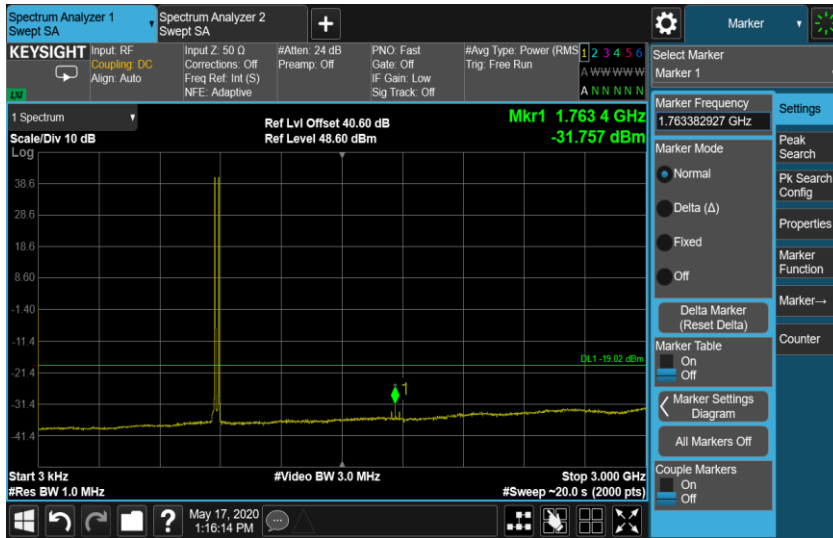 Spectrum Analyzer 1
Swept SA
Spectrum Analyzer 2
Swept SA
Marker
KEYSIGHT
Input: RF
Coupling: DC
Align: Auto
Input Z: 50 Ω
Corrections: Off
Freq Ref: Int (S)
NFE: Adaptive
#Atten: 24 dB
Preamp: Off
PNO: Fast
Gate: Off
IF Gain: Low
Sig Track: Off
#Avg Type: Power (RMS
Trig: Free Run
1 2 3 4 5 6
A W W W W W
A N N N N N
LXI
Select Marker
Marker 1
1 Spectrum
Scale/Div 10 dB
Log
Ref Lvl Offset 40.60 dB
Ref Level 48.60 dBm
Mkr1 1.763 4 GHz
-31.757 dBm
38.6
28.6
18.6
8.60
-1.40
-11.4
-21.4
-31.4
-41.4
DL1 -19.02 dBm
1
Start 3 kHz
#Res BW 1.0 MHz
#Video BW 3.0 MHz
Stop 3.000 GHz
#Sweep ~20.0 s (2000 pts)
Marker Frequency
1.763382927 GHz
Marker Mode
Normal
Delta (Δ)
Fixed
Off
Delta Marker
(Reset Delta)
Marker Table
On
Off
Marker Settings
Diagram
All Markers Off
Couple Markers
On
Off
Settings
Peak
Search
Pk Search
Config
Properties
Marker
Function
Marker→
Counter
?
May 17, 2020
1:16:14 PM